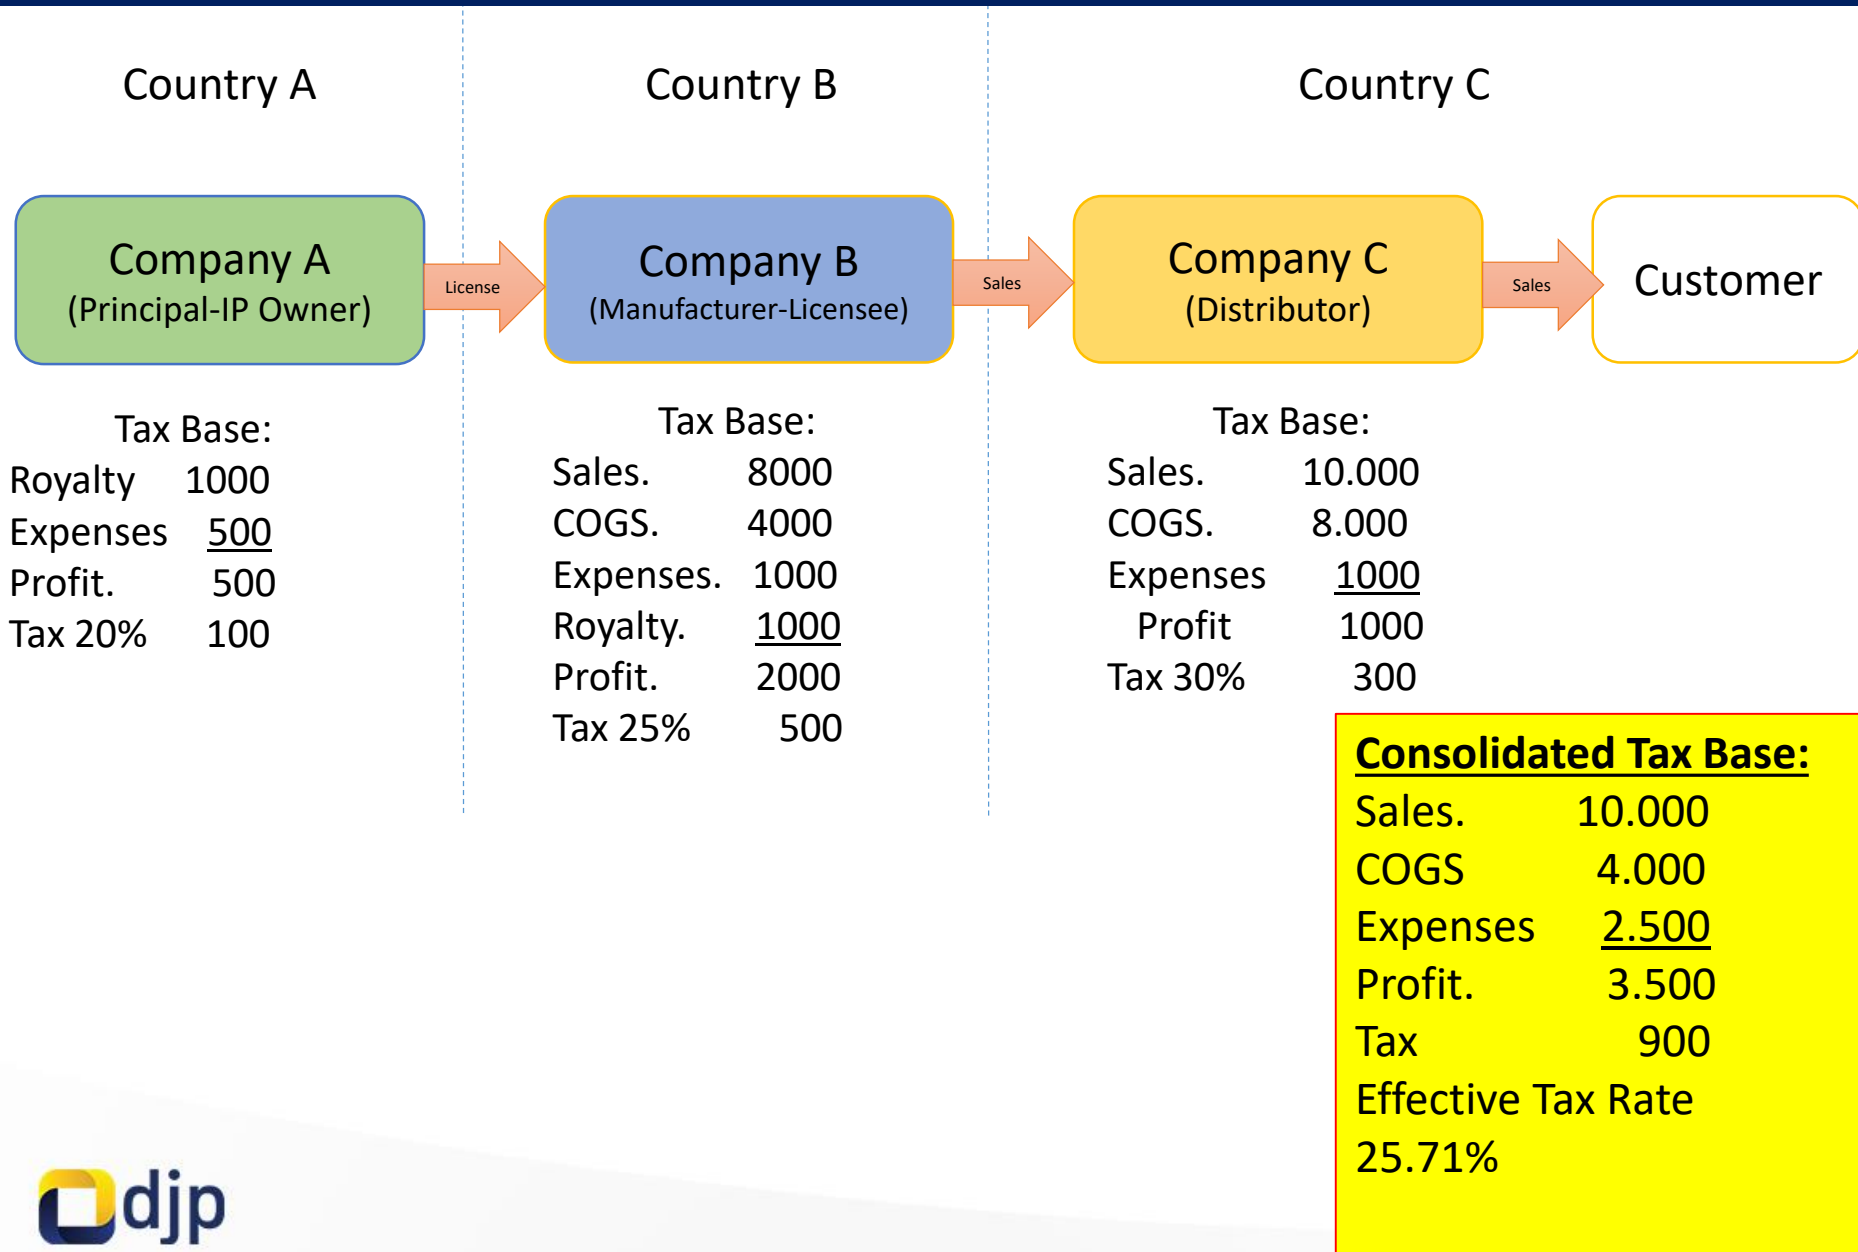 Country A
Country B
Country C
Company A
(Principal-IP Owner)
License
Company B
(Manufacturer-Licensee)
Sales
Company C
(Distributor)
Sales
Customer
Tax Base:
Royalty 1000
Expenses 500
Profit. 500
Tax 20% 100
Tax Base:
Sales. 8000
COGS. 4000
Expenses. 1000
Royalty. 1000
Profit. 2000
Tax 25% 500
Tax Base:
Sales. 10.000
COGS. 8.000
Expenses 1000
Profit 1000
Tax 30% 300
Consolidated Tax Base:
Sales. 10.000
COGS 4.000
Expenses 2.500
Profit. 3.500
Tax 900
Effective Tax Rate
25.71%
djp